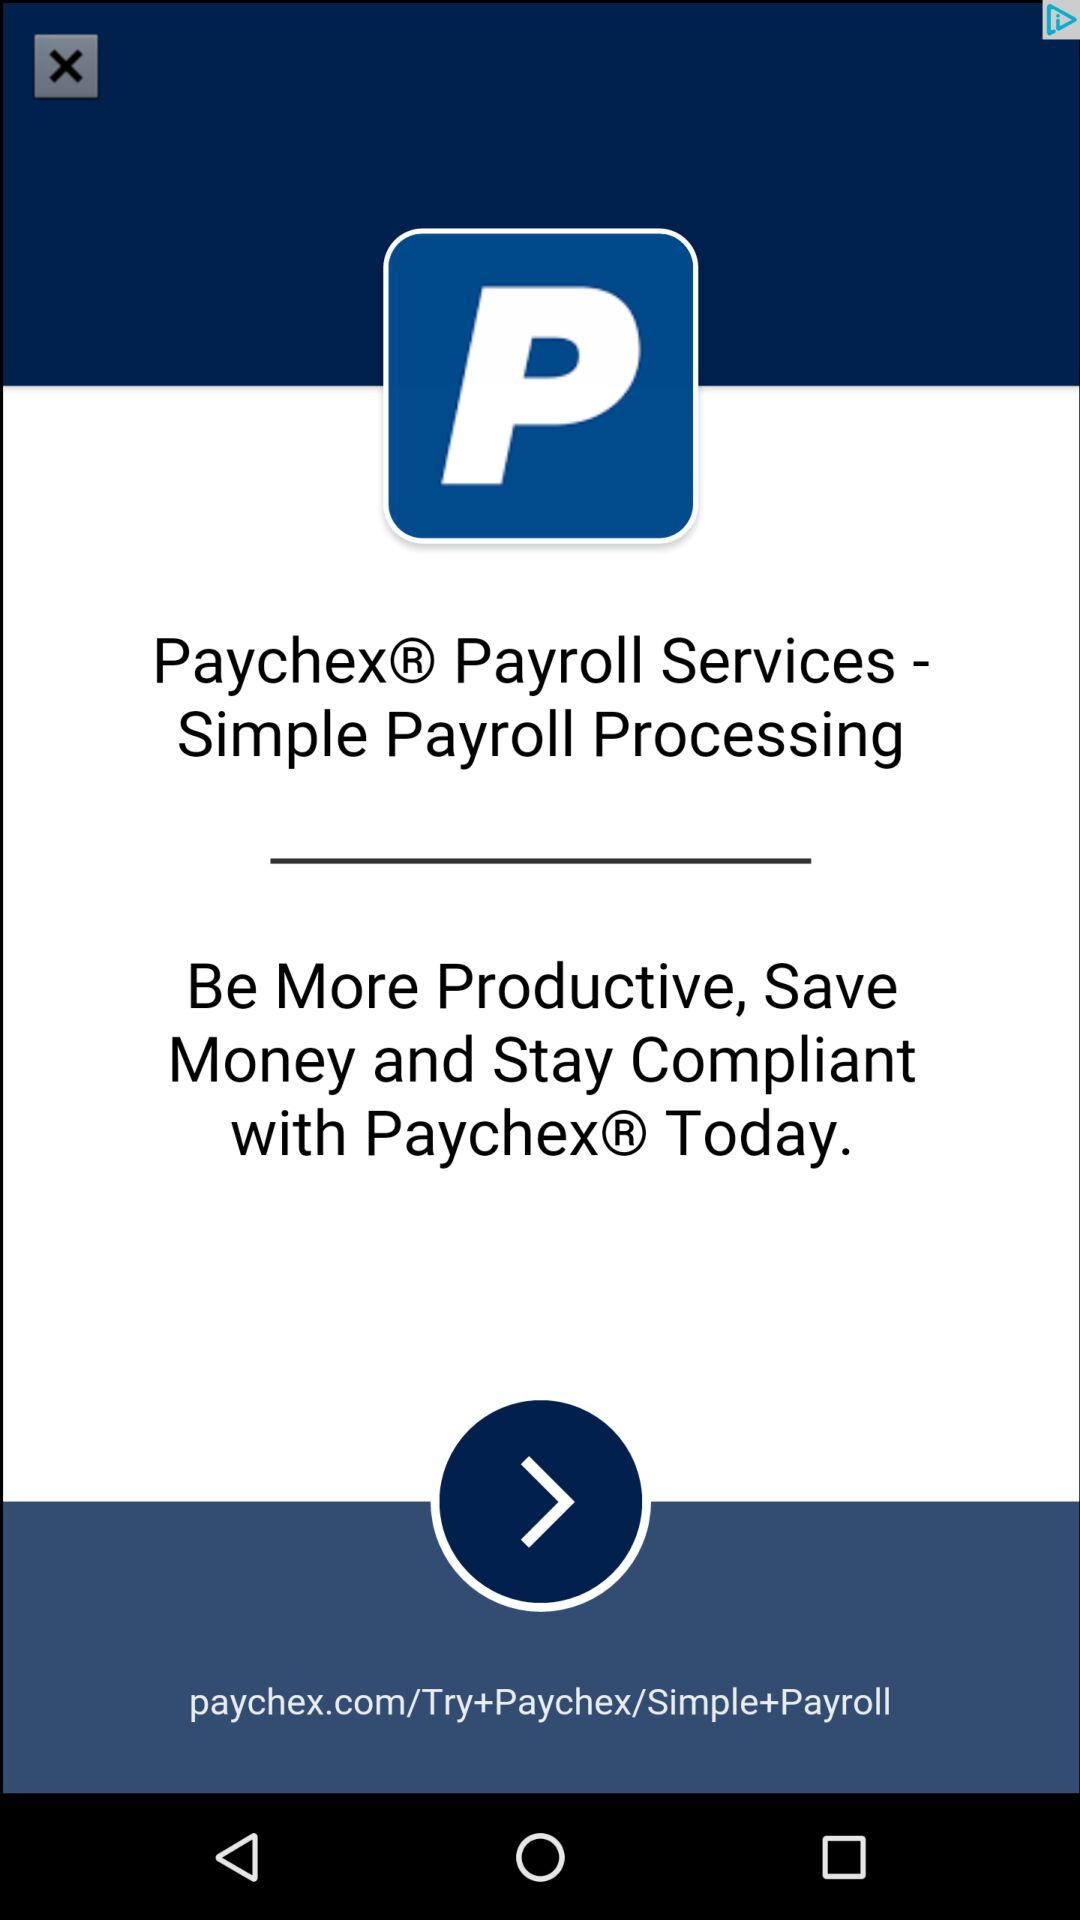 P
Paychex® Payroll Services -
Simple Payroll Processing
Be More Productive, Save
Money and Stay Compliant
with Paychex® Today.
paychex.com/Try+Paychex/Simple+Payroll